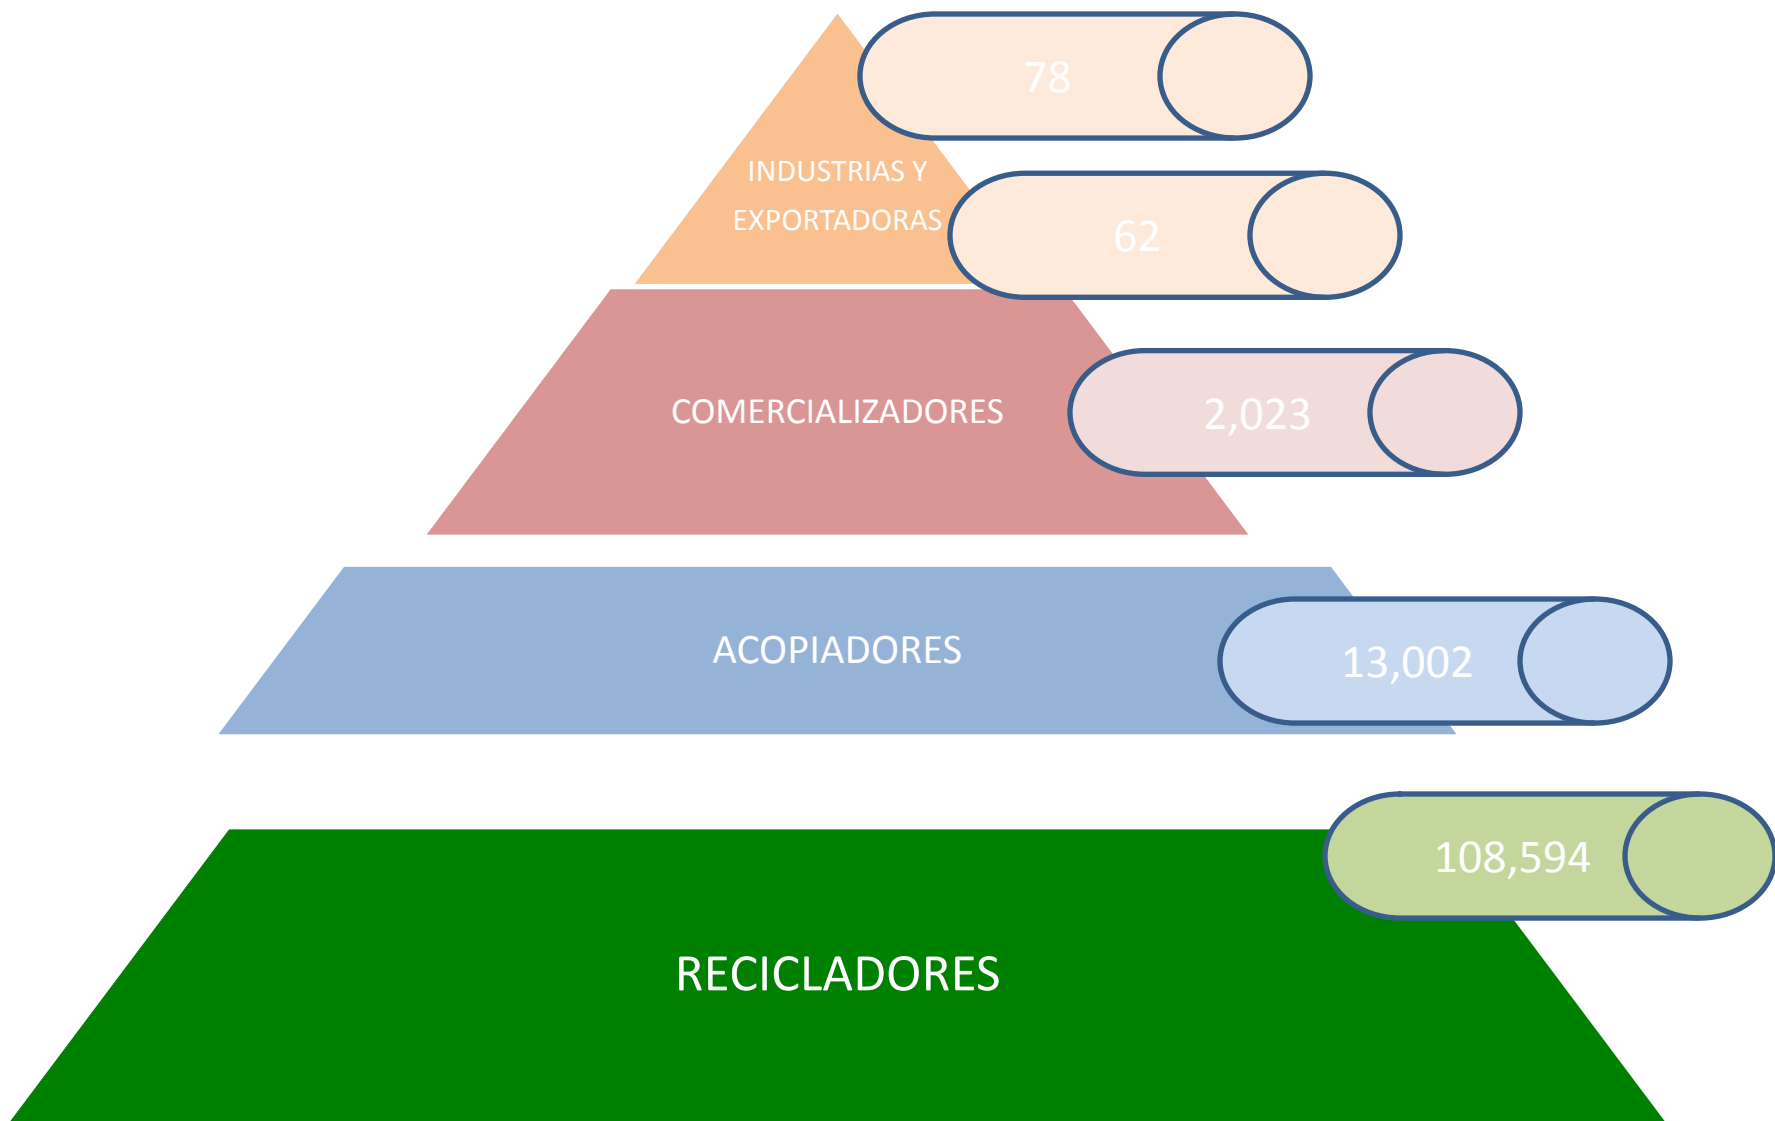 78
INDUSTRIAS Y
EXPORTADORAS
62
COMERCIALIZADORES
2,023
ACOPIADORES
13,002
108,594
RECICLADORES